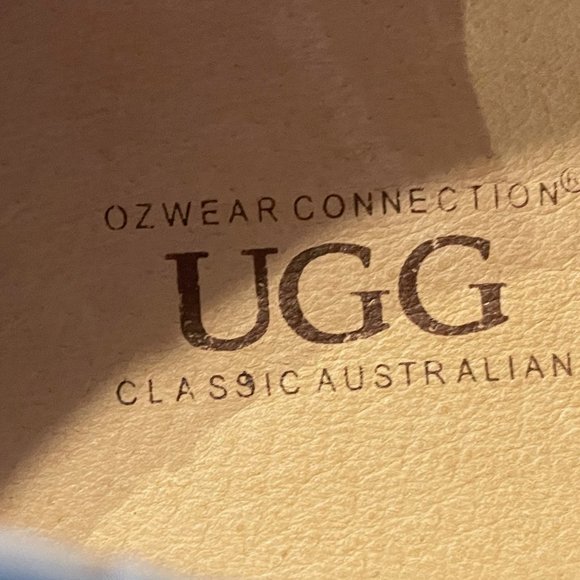 OZWEAR CONNECTION®
UGG
CLASSIC AUSTRALIAN